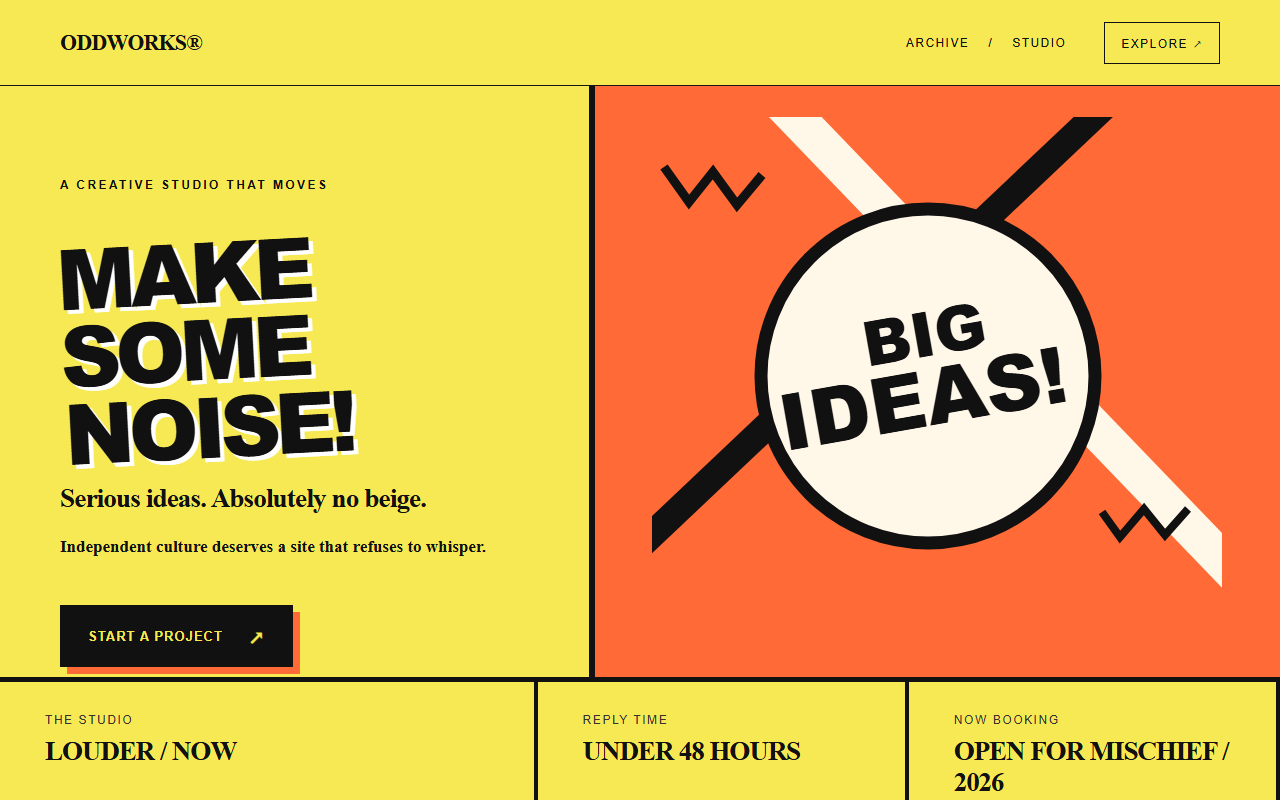 ODDWORKS®
ARCHIVE / STUDIO
EXPLORE ↗
A CREATIVE STUDIO THAT MOVES
MAKE
SOME
NOISE!
Serious ideas. Absolutely no beige.
Independent culture deserves a site that refuses to whisper.
START A PROJECT ↗
BIG
IDEAS!
THE STUDIO
LOUDER / NOW
REPLY TIME
UNDER 48 HOURS
NOW BOOKING
OPEN FOR MISCHIEF /
2026